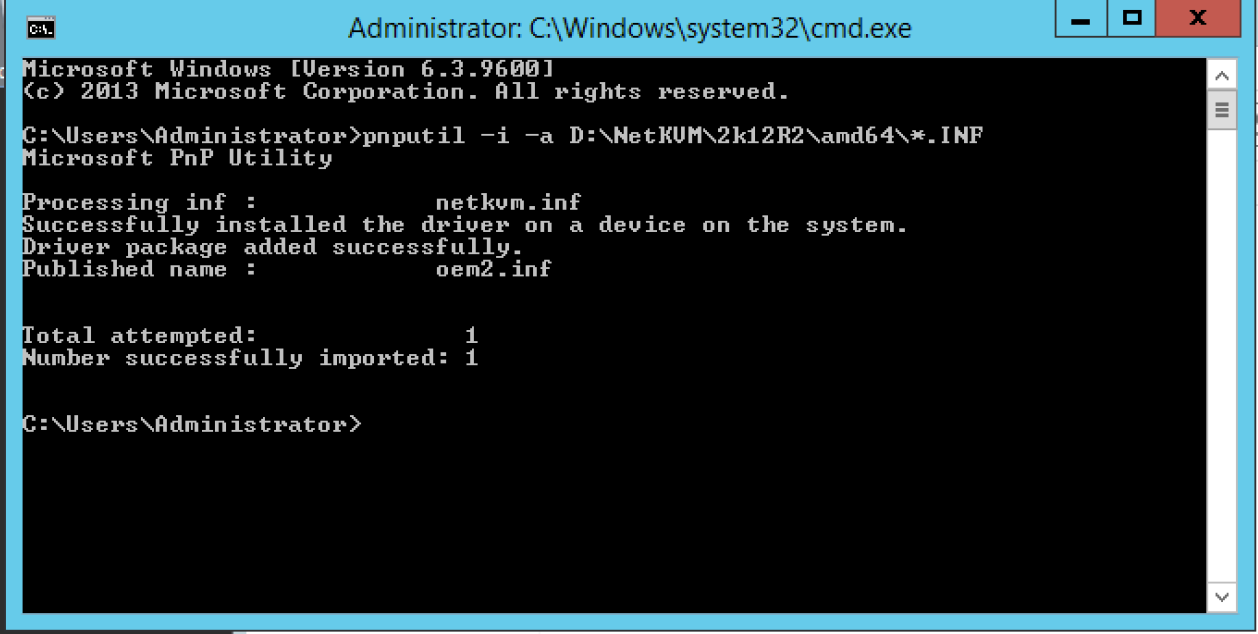 Administrator: C:\Windows\system32\cmd.exe
Microsoft Windows [Version 6.3.9600]
(c) 2013 Microsoft Corporation. All rights reserved.
C:\Users\Administrator>pnputil -i -a D:\NetKVM\2k12R2\amd64\*.INF
Microsoft PnP Utility
Processing inf : netkvm.inf
Successfully installed the driver on a device on the system.
Driver package added successfully.
Published name : oem2.inf
Total attempted: 1
Number successfully imported: 1
C:\Users\Administrator>